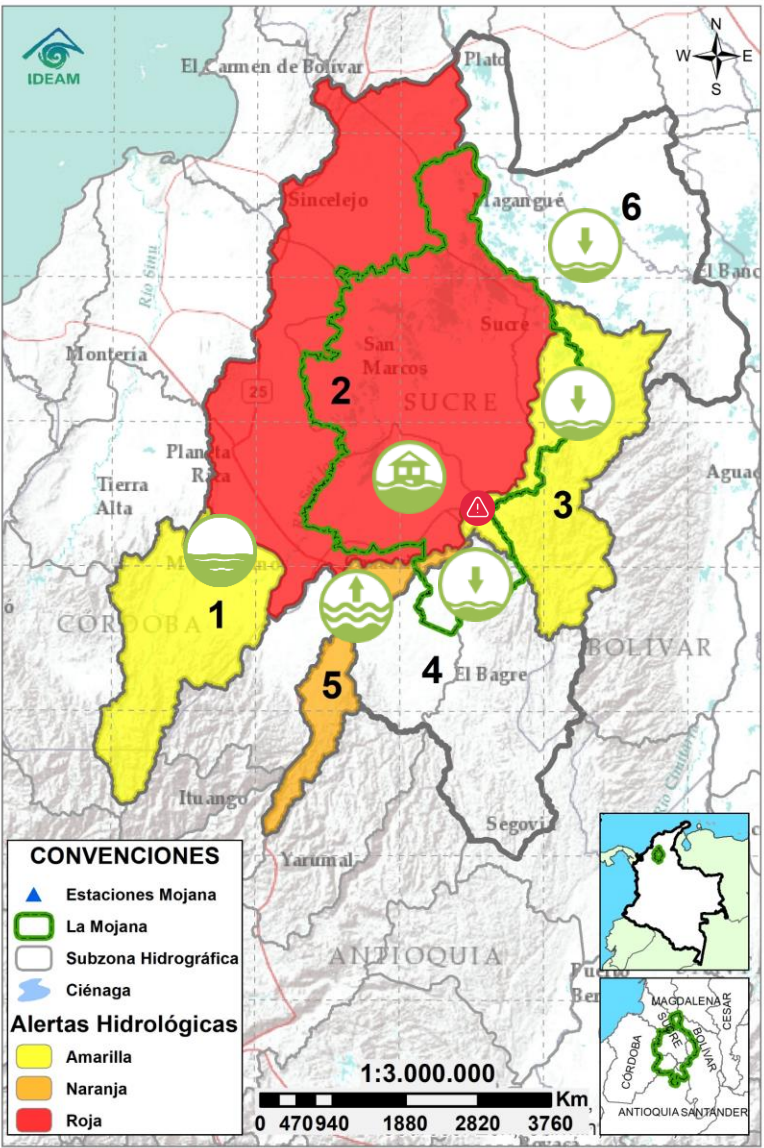 IDEAM
N
W E
S
El Carmen de Bolívar
Plato
Sincelejo
Magangué
6
Río Sinú
El Banc
Montería
Sucre
San
Marcos
2
25
SUCRE
Planeta
Rica
Tierra
Alta
Aguac
3
1
CÓRDOBA
BOLÍVAR
4
El Bagre
5
Ituango
Segovi
Yarumal
ANTIOQUIA
Puerto
Ber
CONVENCIONES
Estaciones Mojana
La Mojana
Subzona Hidrográfica
Ciénaga
Alertas Hidrológicas
Amarilla
Naranja
Roja
1:3.000.000
Km
0 470 940 1880 2820 3760
MAGDALENA
CESAR
SUCRE
BOLÍVAR
CÓRDOBA
ANTIOQUIA SANTANDER